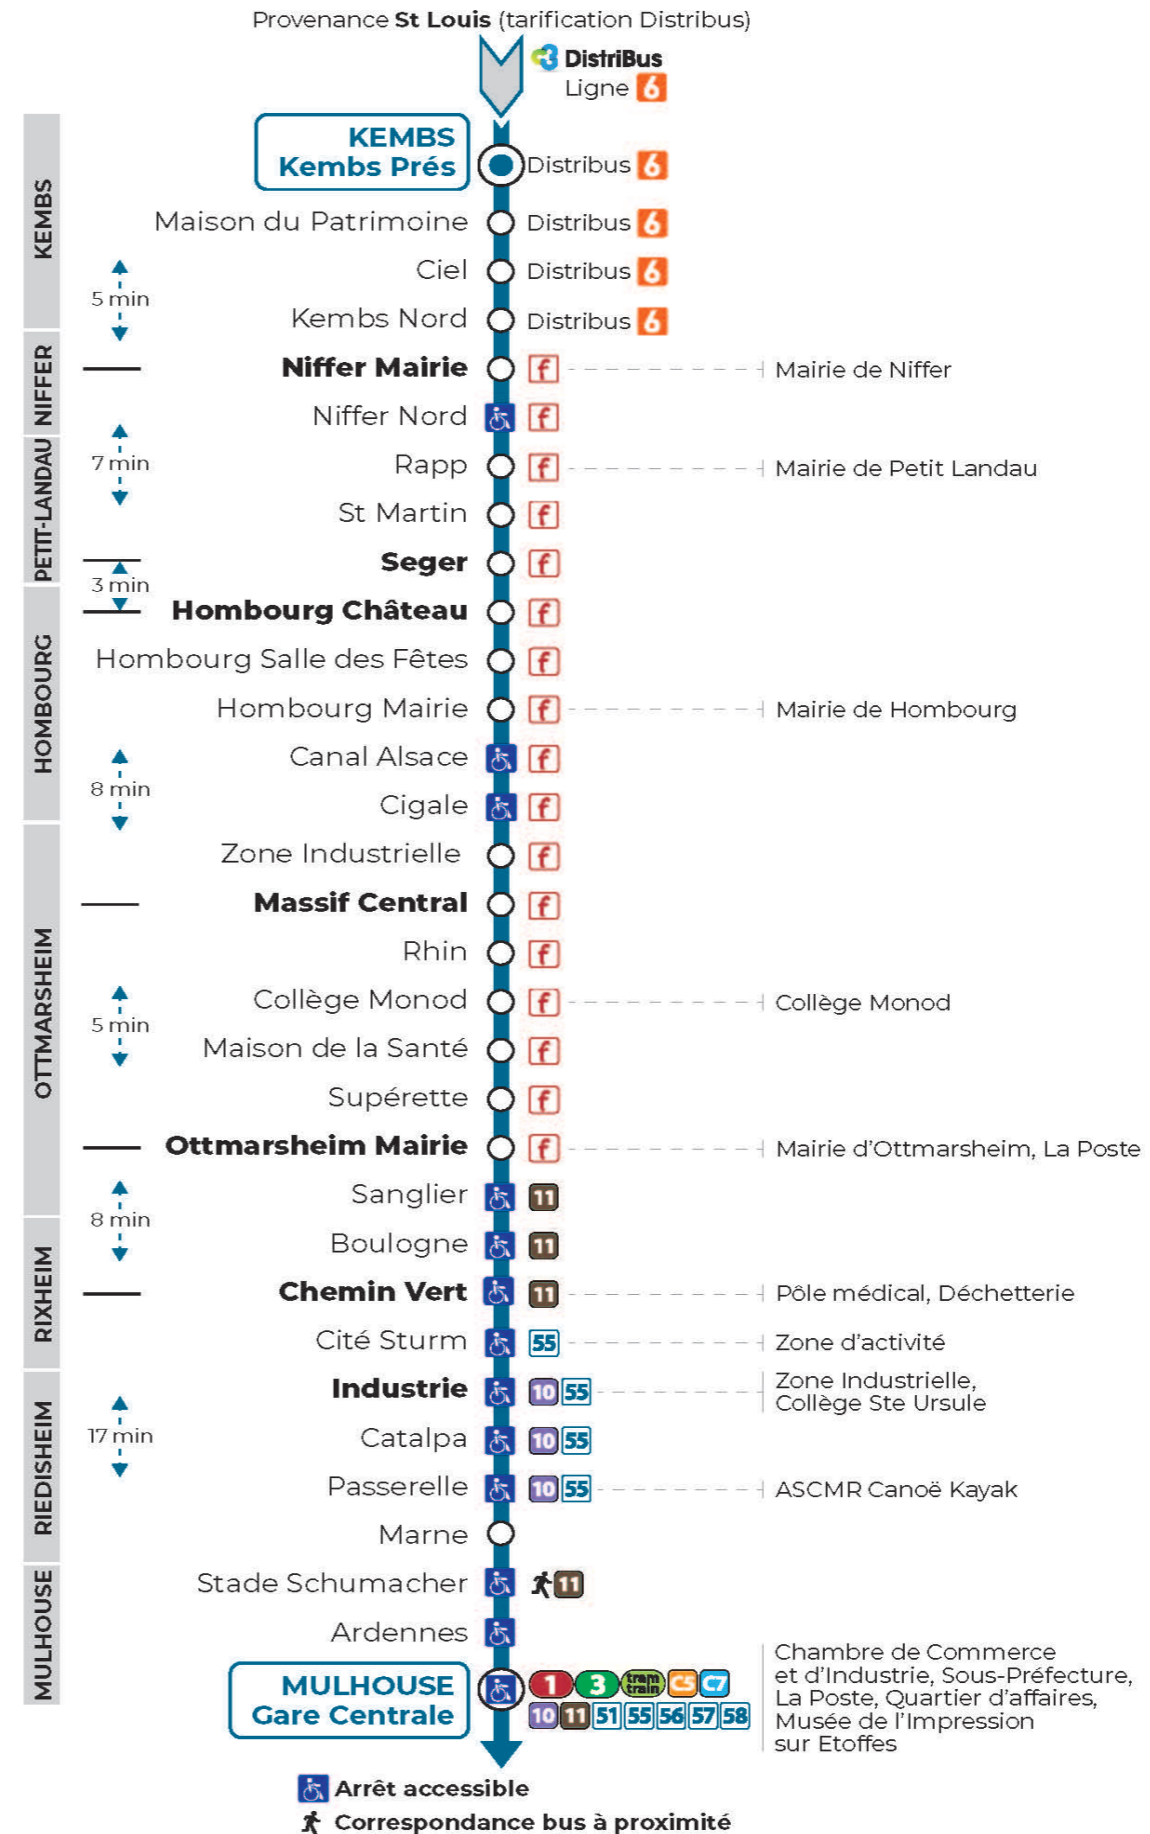 Provenance St Louis (tarification Distribus)
DistriBus
Ligne 6
KEMBS
Kembs Prés
Distribus 6
Maison du Patrimoine
Distribus 6
Ciel
Distribus 6
Kembs Nord
Distribus 6
KEMBS
5 min
Niffer Mairie
f
Mairie de Niffer
Niffer Nord
f
NIFFER
7 min
Rapp
f
Mairie de Petit Landau
St Martin
f
Seger
f
PETIT-LANDAU
3 min
Hombourg Château
f
Hombourg Salle des Fêtes
f
Hombourg Mairie
f
Mairie de Hombourg
Canal Alsace
f
Cigale
f
HOMBOURG
8 min
Zone Industrielle
f
Massif Central
f
Rhin
f
Collège Monod
f
Collège Monod
Maison de la Santé
f
Supérette
f
Ottmarsheim Mairie
f
Mairie d'Ottmarsheim, La Poste
Sanglier
11
OTTMARSHEIM
5 min
8 min
Boulogne
11
Chemin Vert
11
Pôle médical, Déchetterie
Cité Sturm
55
Zone d'activité
RIXHEIM
Industrie
10 55
Zone Industrielle,
Collège Ste Ursule
Catalpa
10 55
Passerelle
10 55
ASCMR Canoë Kayak
Marne
RIEDISHEIM
17 min
Stade Schumacher
11
Ardennes
MULHOUSE
MULHOUSE
Gare Centrale
1 3 tram train C5 C7
10 11 51 55 56 57 58
Chambre de Commerce
et d'Industrie, Sous-Préfecture,
La Poste, Quartier d'affaires,
Musée de l'Impression
sur Etoffes
Arrêt accessible
Correspondance bus à proximité